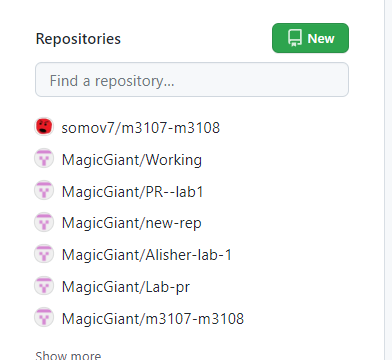 Repositories
New
Find a repository...
somov7/m3107-m3108
MagicGiant/Working
MagicGiant/PR--lab1
MagicGiant/new-rep
MagicGiant/Alisher-lab-1
MagicGiant/Lab-pr
MagicGiant/m3107-m3108
Show more